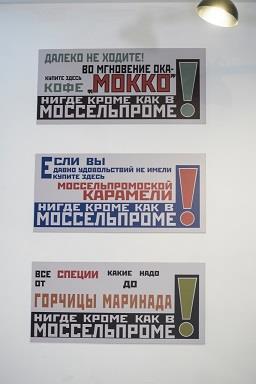 ДАЛЕКО НЕ ХОДИТЕ!
ВО МГНОВЕНИЕ ОКА-
КУПИТЕ ЗДЕСЬ
КОФЕ „МОККО"
НИГДЕ КРОМЕ КАК В
МОССЕЛЬПРОМЕ!
ЕСЛИ ВЫ
ДАВНО УДОВОЛЬСТВИЙ НЕ ИМЕЛИ
КУПИТЕ ЗДЕСЬ
МОССЕЛЬПРОМОСКОЙ
КАРАМЕЛИ
НИГДЕ КРОМЕ КАК В
МОССЕЛЬПРОМЕ!
ВСЕ СПЕЦИИ КАКИЕ НАДО
ОТ ДО
ГОРЧИЦЫ МАРИНАДА
НИГДЕ КРОМЕ КАК В
МОССЕЛЬПРОМЕ!